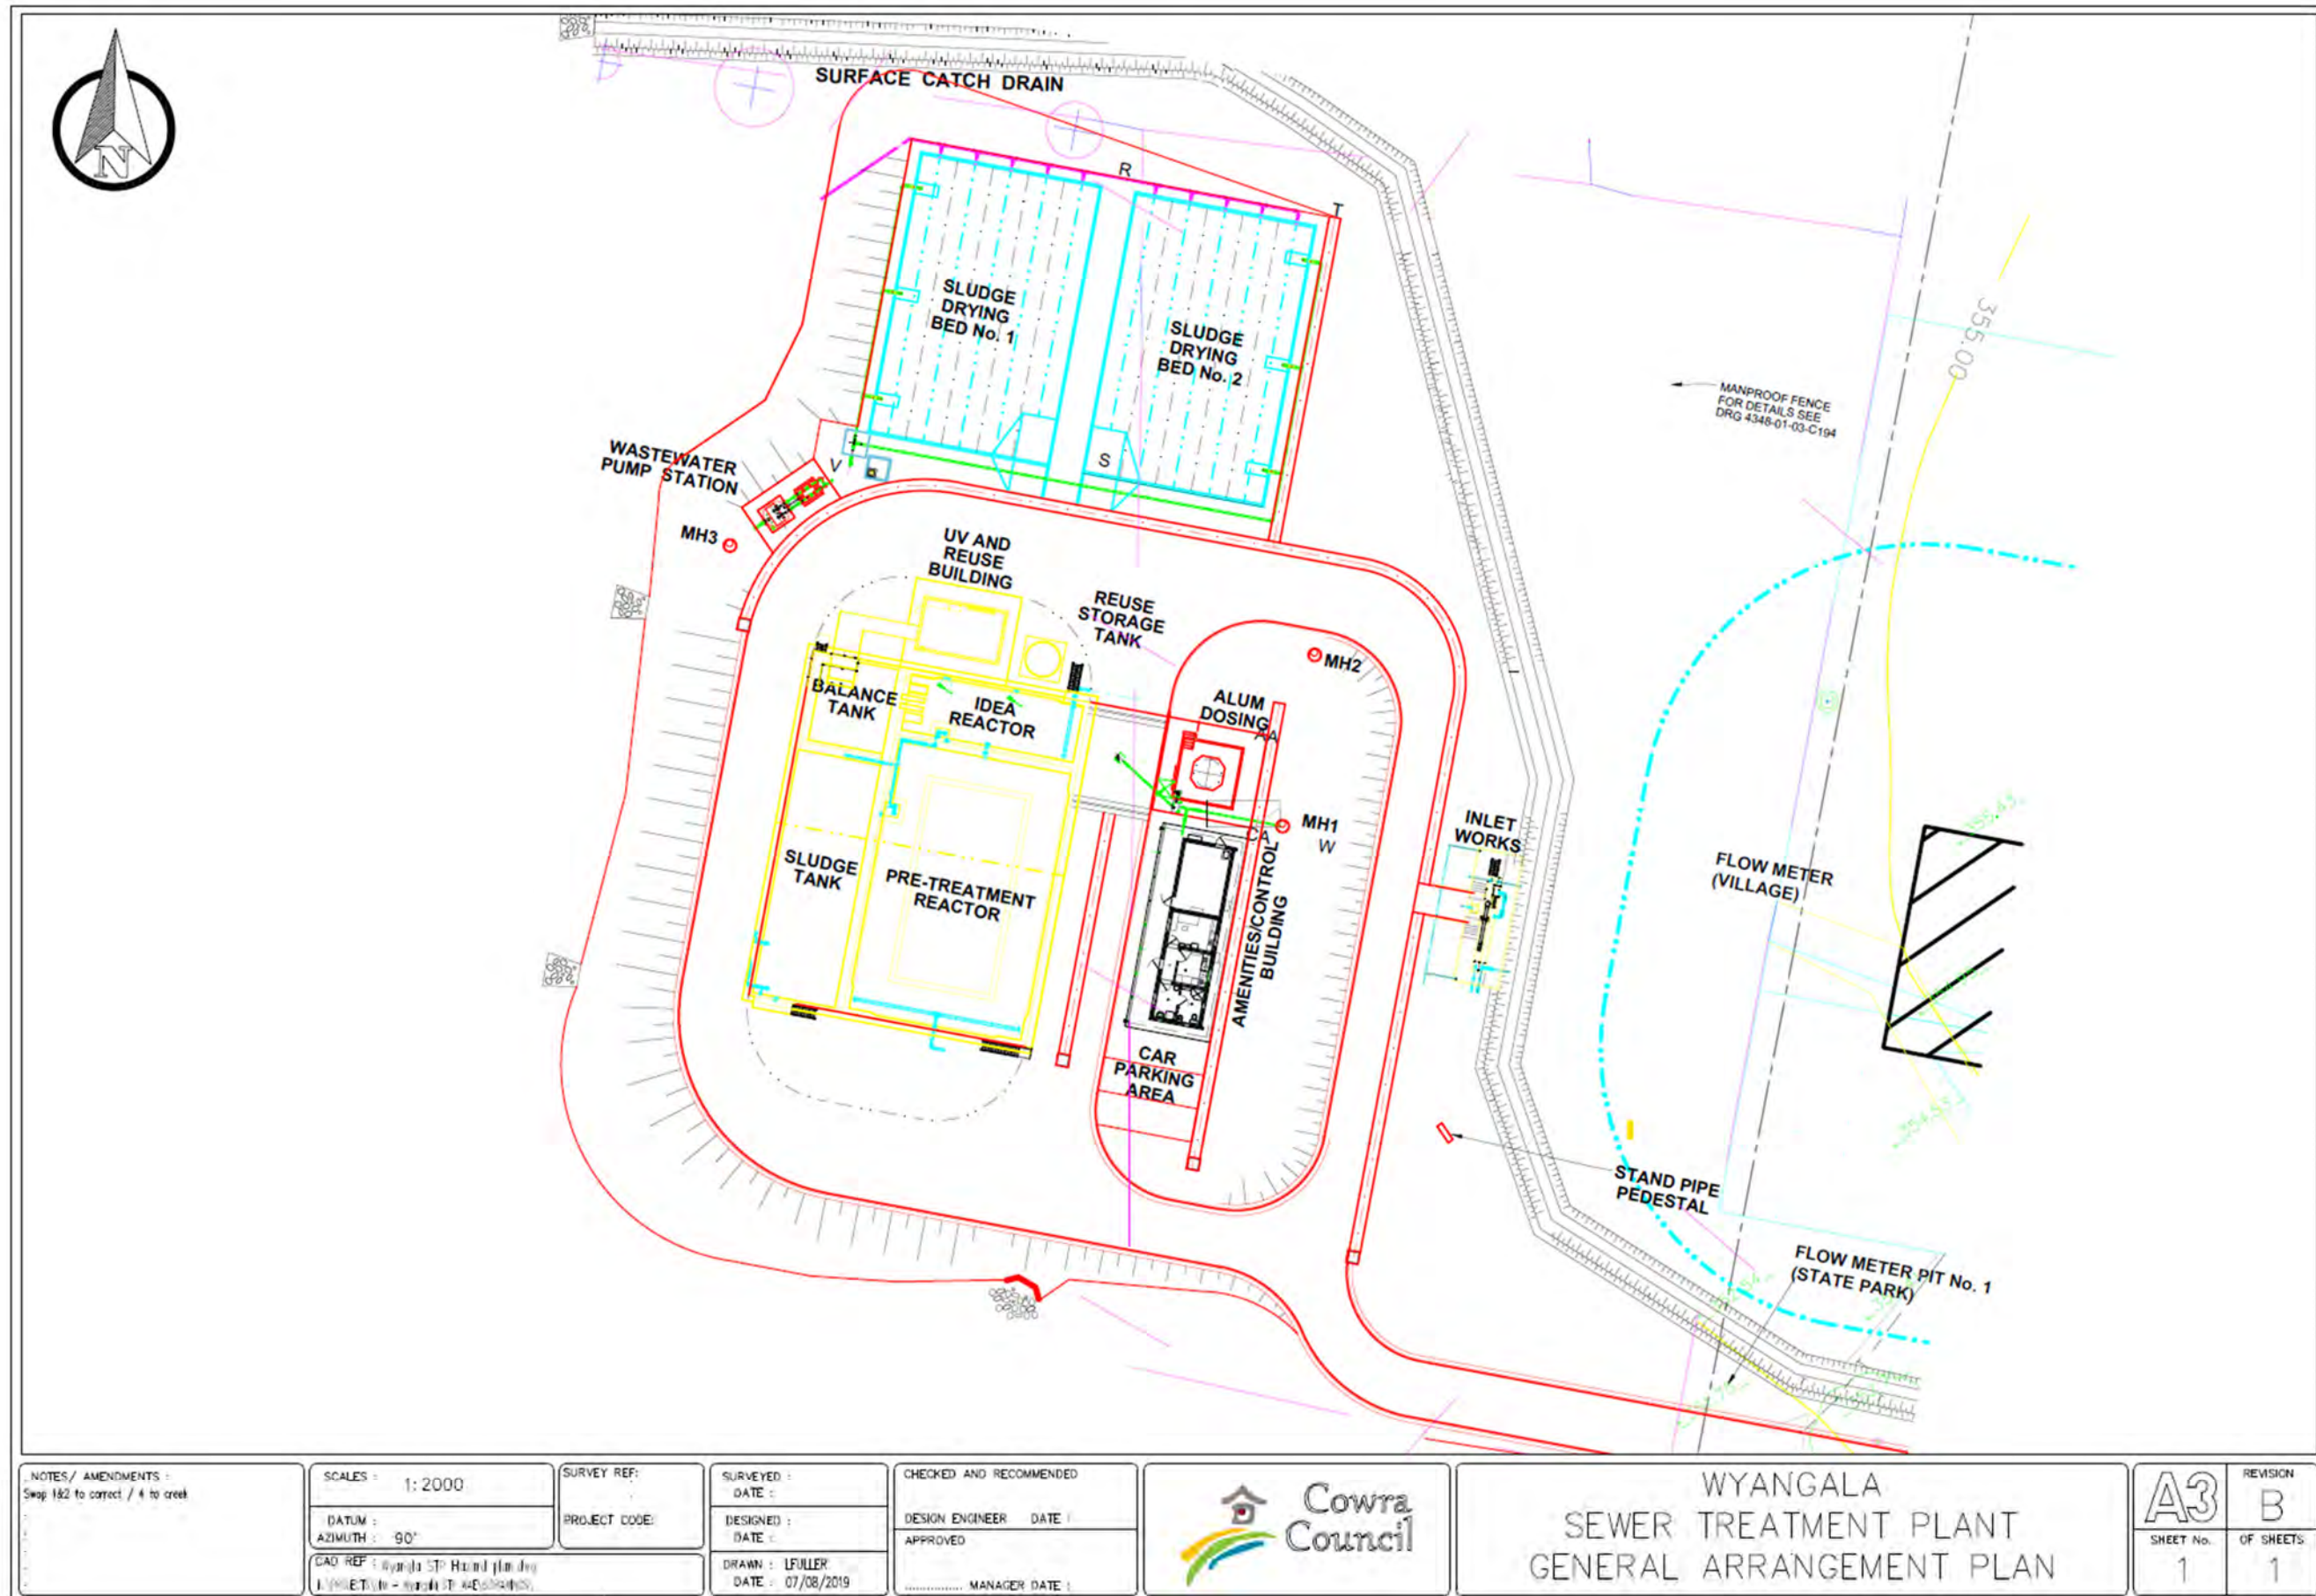 N
SURFACE CATCH DRAIN
R
T
SLUDGE
DRYING
BED No. 1
SLUDGE
DRYING
BED No. 2
355.00
MANPROOF FENCE
FOR DETAILS SEE
DRG 4348-01-03-C194
WASTEWATER
PUMP STATION
V
S
MH3
UV AND
REUSE
BUILDING
REUSE
STORAGE
TANK
MH2
BALANCE
TANK
IDEA
REACTOR
ALUM
DOSING
AA
I
MH1
W
CA
INLET
WORKS
AMENITIES/CONTROL
BUILDING
SLUDGE
TANK
PRE-TREATMENT
REACTOR
FLOW METER
(VILLAGE)
355.43
CAR
PARKING
AREA
STAND PIPE
PEDESTAL
FLOW METER PIT No. 1
(STATE PARK)
NOTES/ AMENDMENTS :
Swap 1&2 to correct / 4 to creek
SCALES : 1:2000
DATUM :
AZIMUTH : 90°
CAD REF :
SURVEY REF:
PROJECT CODE:
SURVEYED :
DATE :
DESIGNED :
DATE :
DRAWN : LFULLER
DATE : 07/08/2019
CHECKED AND RECOMMENDED
DESIGN ENGINEER DATE :
APPROVED
.............. MANAGER DATE :
Cowra
Council
WYANGALA
SEWER TREATMENT PLANT
GENERAL ARRANGEMENT PLAN
A3
REVISION
B
SHEET No.
1
OF SHEETS
1